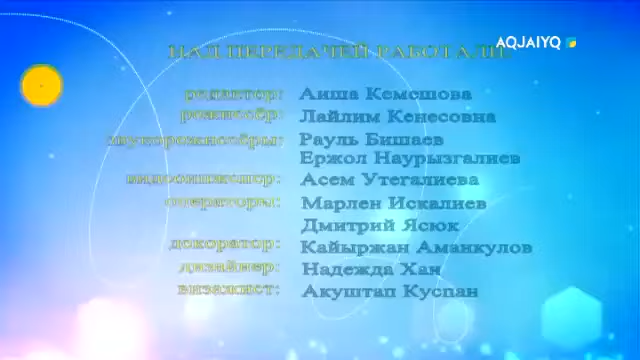 AQJAIYQ
НАД ПЕРЕДАЧЕЙ РАБОТАЛИ:
редактор: Аиша Кемешова
режиссёр: Лайлим Кенесовна
звукорежиссёры: Рауль Бишаев
Ержол Наурызгалиев
видеоинженер: Асем Утегалиева
операторы: Марлен Искалиев
Дмитрий Ясюк
декоратор: Кайыржан Аманкулов
дизайнер: Надежда Хан
визажист: Акуштап Куспан